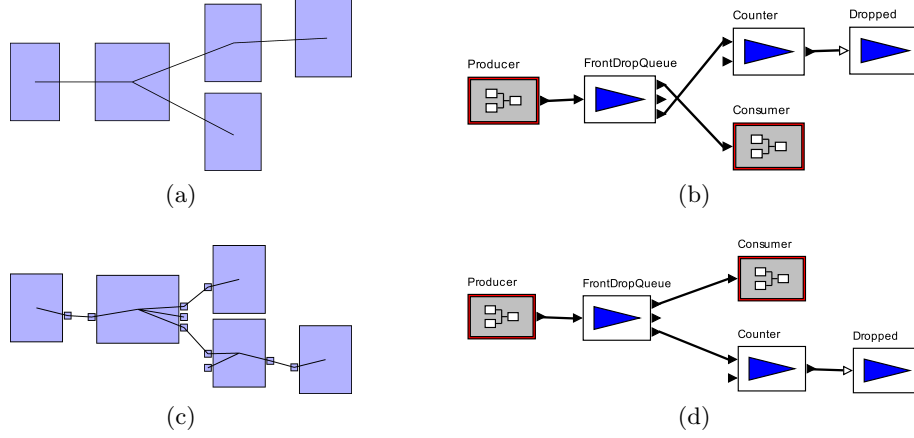 Counter
Dropped
Producer
FrontDropQueue
Consumer
(a)
(b)
Consumer
Producer
FrontDropQueue
Counter
Dropped
(c)
(d)